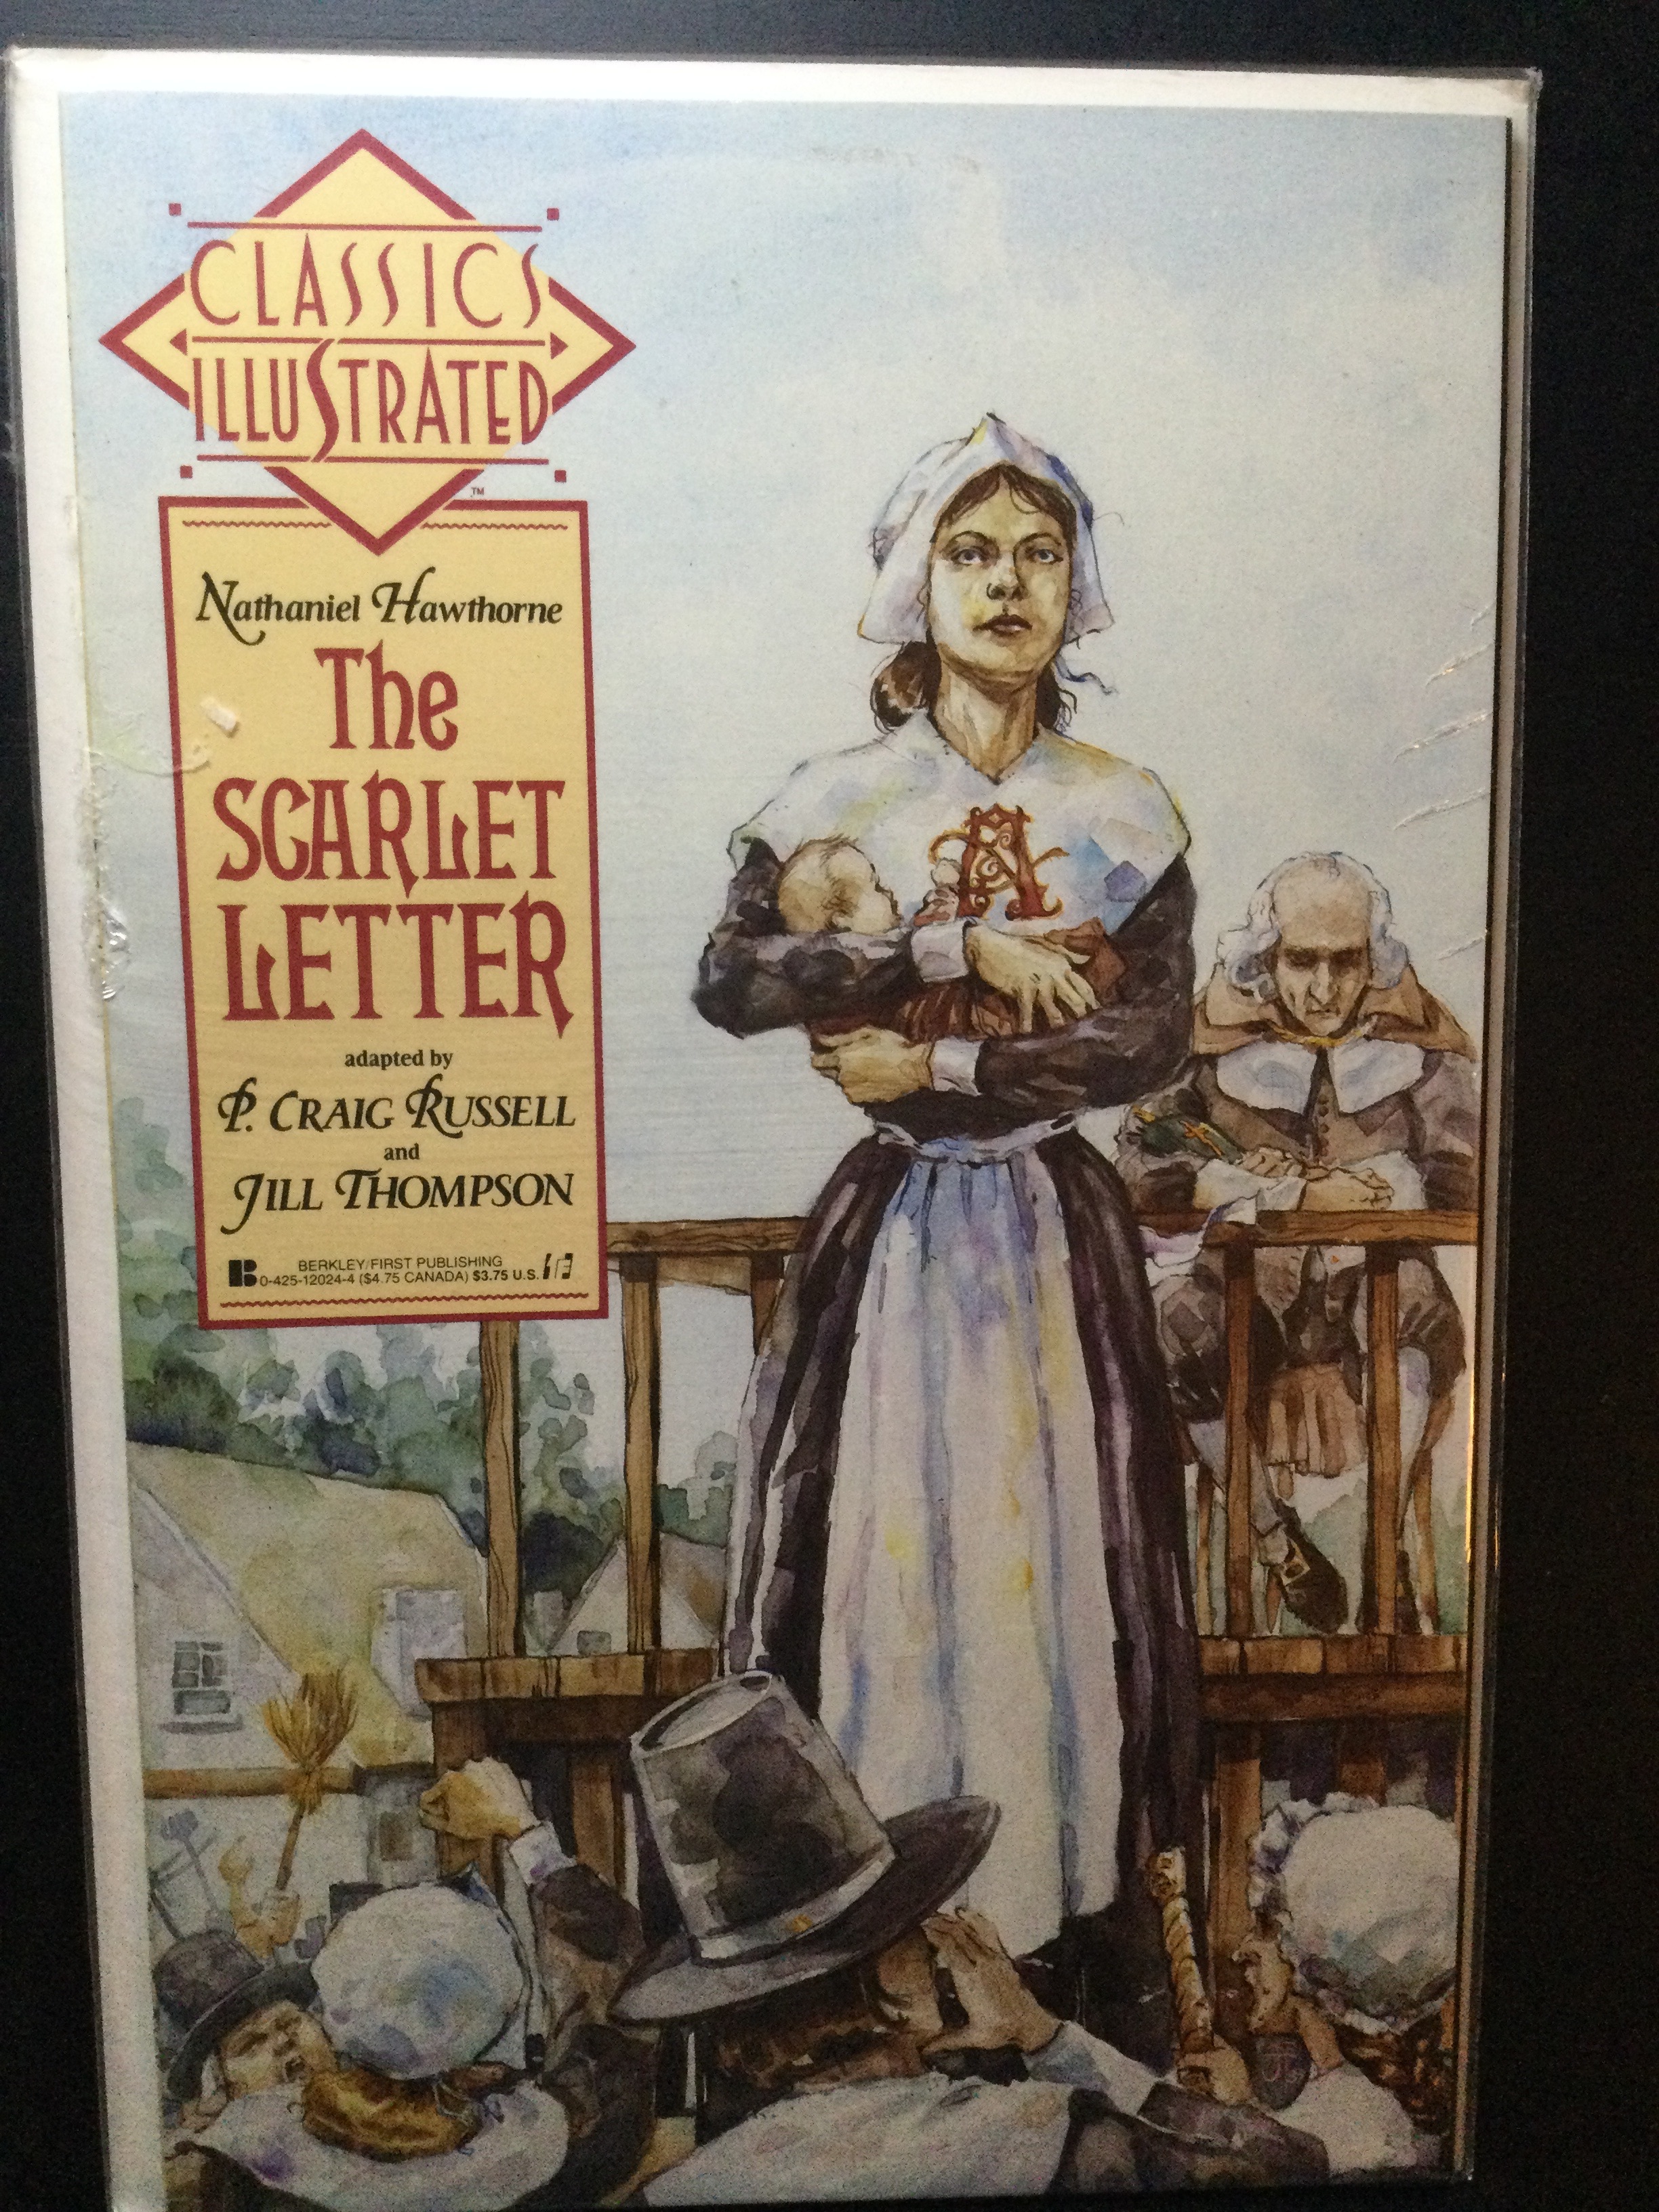 CLASSICS
ILLUSTRATED
TM
Nathaniel Hawthorne
The
SCARLET
LETTER
adapted by
P. CRAIG RUSSELL
and
JILL THOMPSON
BERKLEY/FIRST PUBLISHING
0-425-12024-4 ($4.75 CANADA) $3.75 U.S.
A